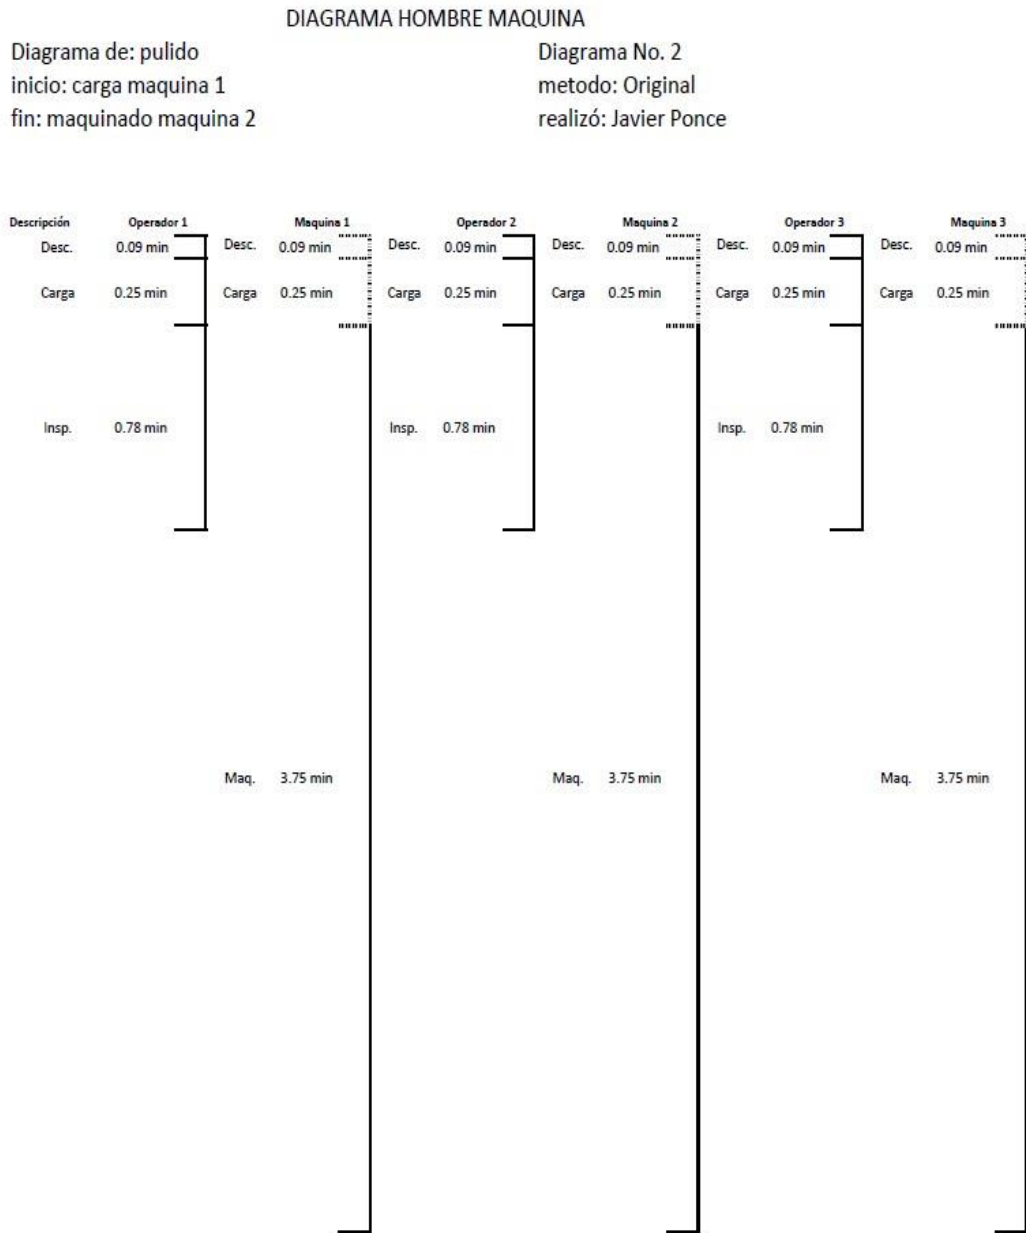 DIAGRAMA HOMBRE MAQUINA
Diagrama de: pulido Diagrama No. 2
inicio: carga maquina 1 metodo: Original
fin: maquinado maquina 2 realizó: Javier Ponce
Descripción Operador 1 Maquina 1 Operador 2 Maquina 2 Operador 3 Maquina 3
Desc. 0.09 min Desc. 0.09 min Desc. 0.09 min Desc. 0.09 min Desc. 0.09 min Desc. 0.09 min
Carga 0.25 min Carga 0.25 min Carga 0.25 min Carga 0.25 min Carga 0.25 min Carga 0.25 min
Insp. 0.78 min Insp. 0.78 min Insp. 0.78 min
Maq. 3.75 min Maq. 3.75 min Maq. 3.75 min